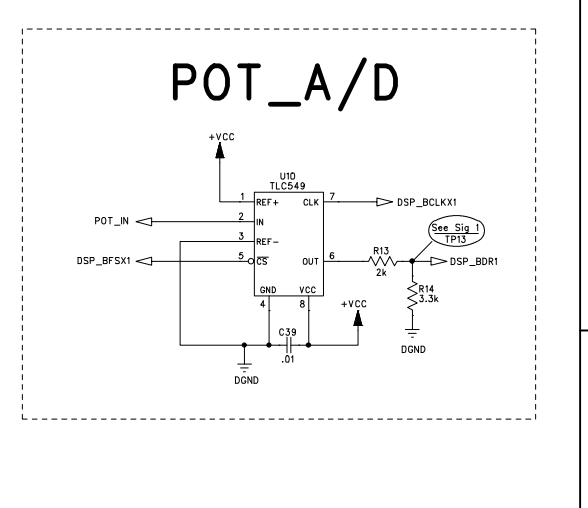 POT_A/D
+VCC
U10
TLC549
1 REF+ CLK 7 DSP_BCLKX1
POT_IN 2 IN
See Sig 1
TP13
3 REF-
R13
DSP_BFSX1 5 CS OUT 6 2k DSP_BDR1
R14
3.3k
GND VCC
4 8 +VCC
C39
.01
DGND
DGND